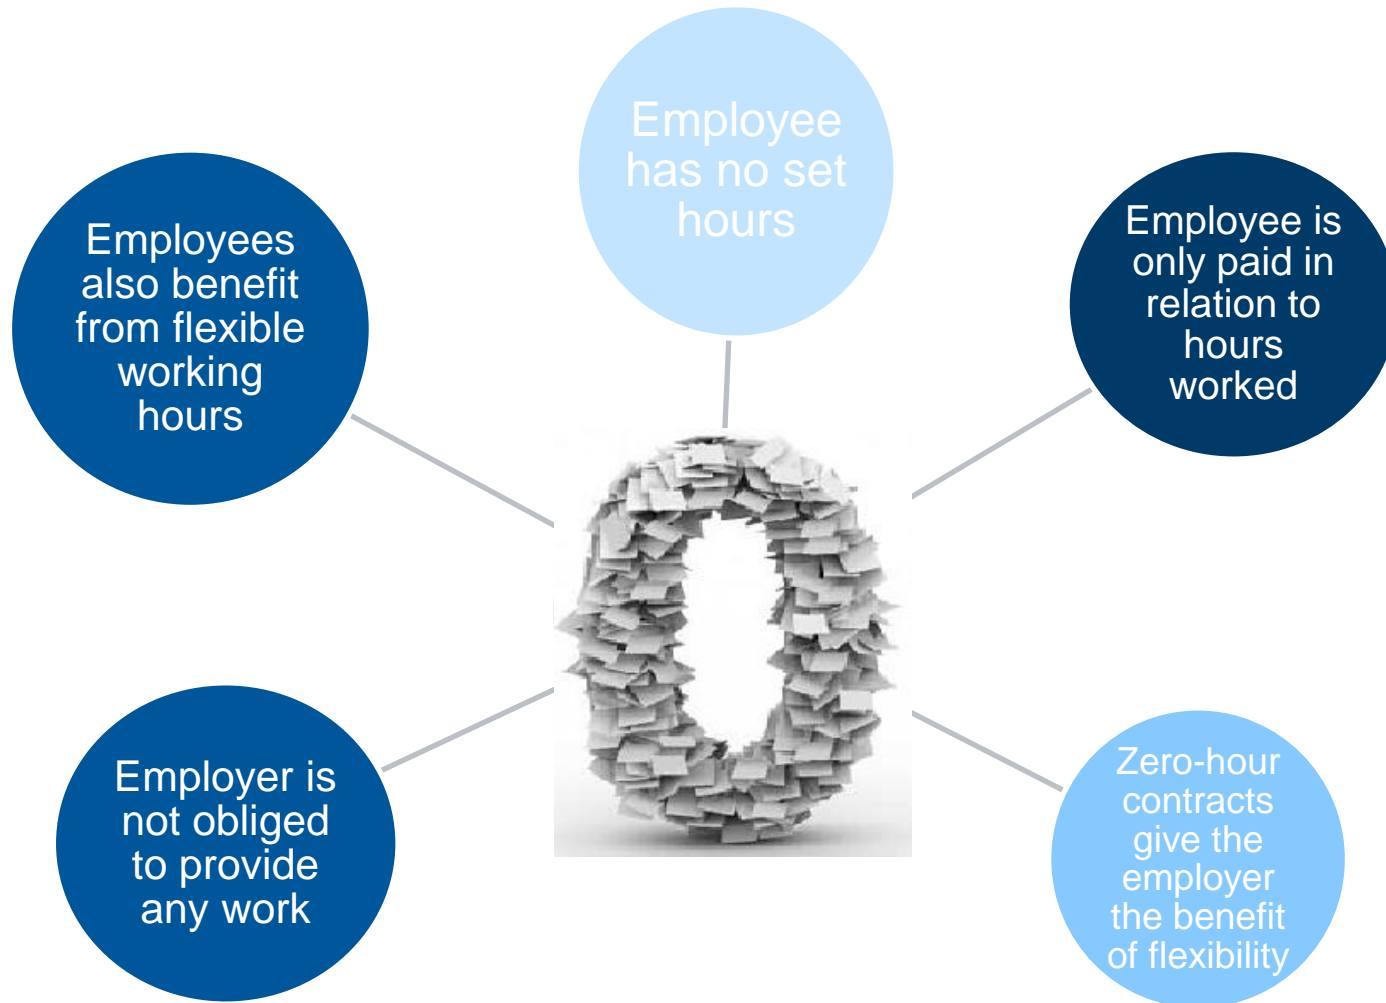 Employee
has no set
hours
Employee is
only paid in
relation to
hours
worked
Zero-hour
contracts
give the
employer
the benefit
of flexibility
Employer is
not obliged
to provide
any work
Employees
also benefit
from flexible
working
hours
0